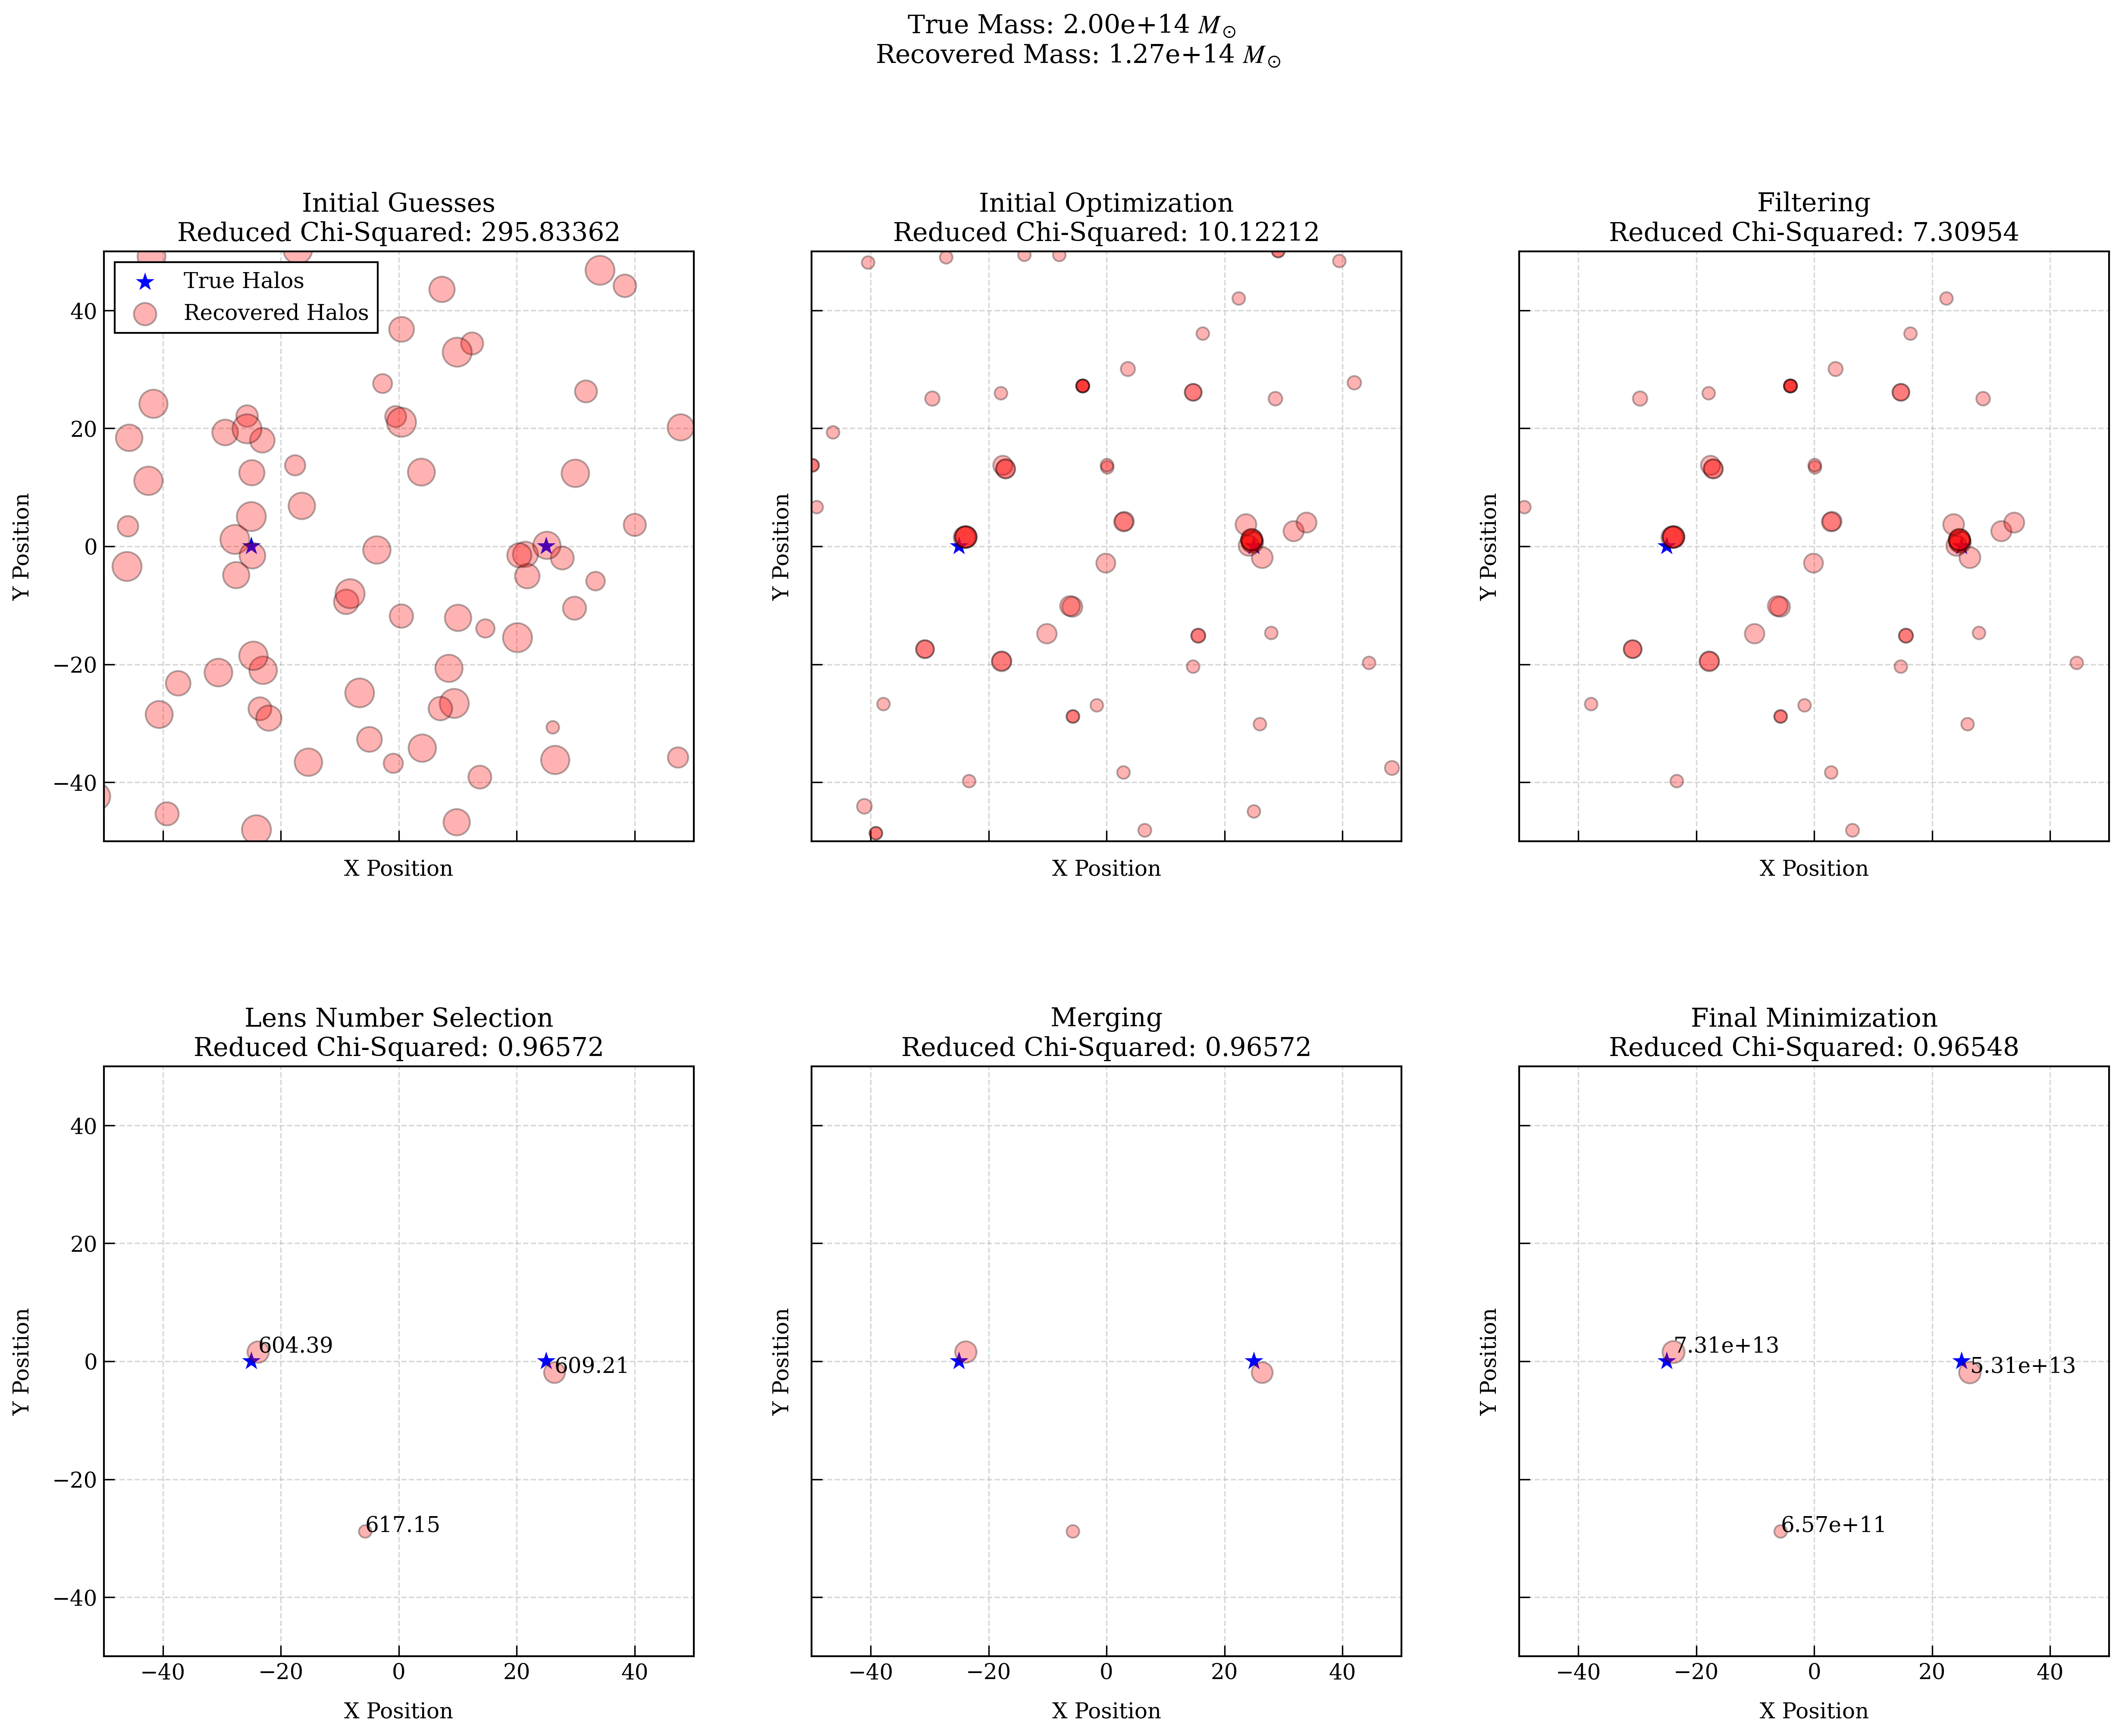 True Mass: 2.00e+14 M⊙
Recovered Mass: 1.27e+14 M⊙
Initial Guesses
Reduced Chi-Squared: 295.83362
True Halos
Recovered Halos
40
20
0
−20
−40
Y Position
X Position
Initial Optimization
Reduced Chi-Squared: 10.12212
Y Position
X Position
Filtering
Reduced Chi-Squared: 7.30954
Y Position
X Position
Lens Number Selection
Reduced Chi-Squared: 0.96572
604.39
609.21
617.15
40
20
0
−20
−40
Y Position
−40 −20 0 20 40
X Position
Merging
Reduced Chi-Squared: 0.96572
Y Position
−40 −20 0 20 40
X Position
Final Minimization
Reduced Chi-Squared: 0.96548
7.31e+13
5.31e+13
6.57e+11
Y Position
−40 −20 0 20 40
X Position